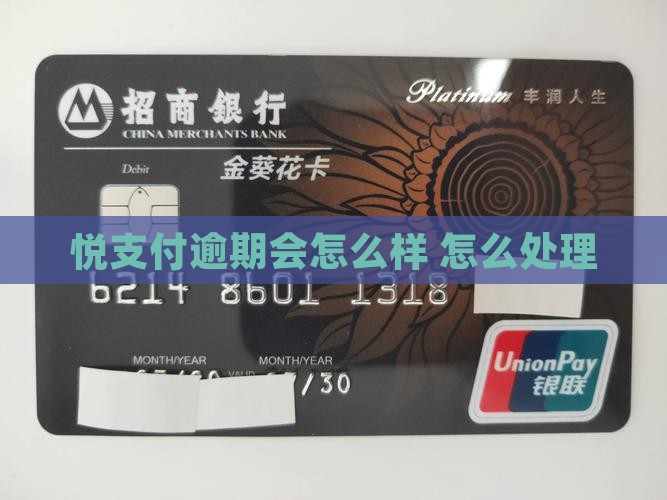 招商銀行
CHINA MERCHANTS BANK
Platinum 丰润人生
Debit
金葵花卡
悦支付逾期会怎么样 怎么处理
6214 8601 1318
MONTH/YEAR MONTH/YEAR
/30
UnionPay
银联